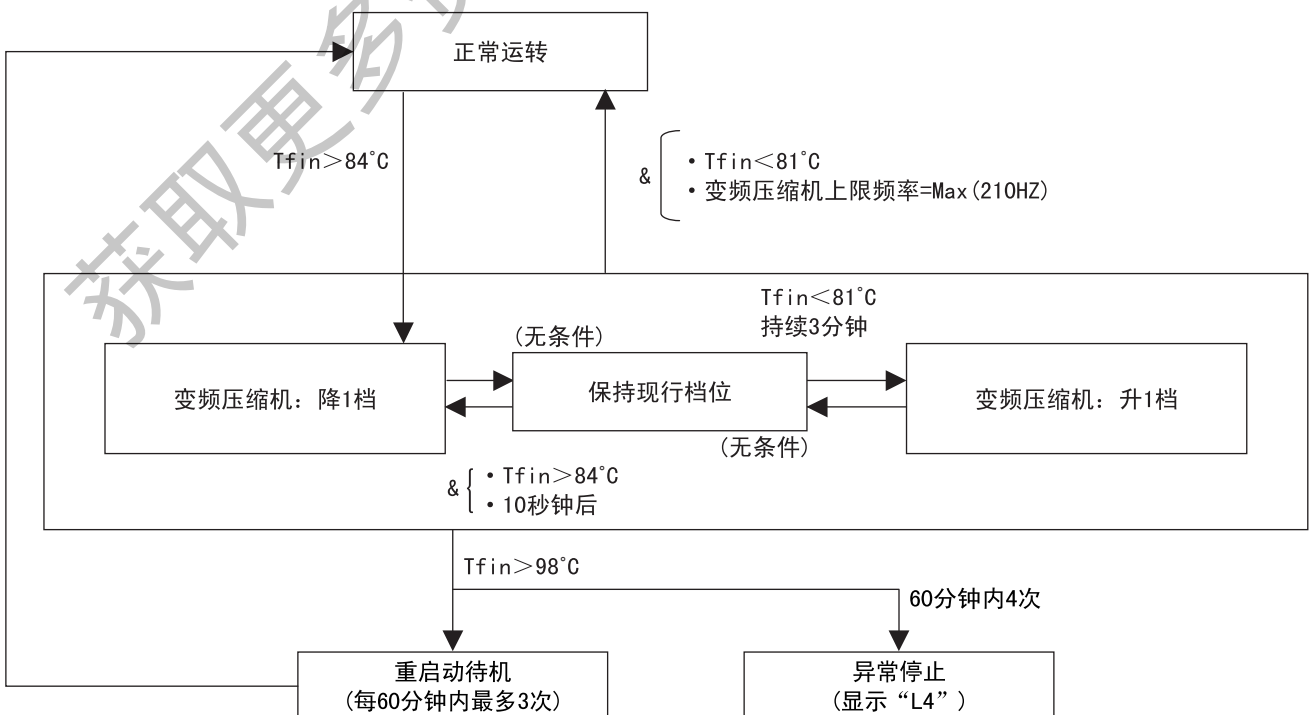 正常运转
Tfin＞84℃
&
・Tfin＜81℃
・变频压缩机上限频率=Max(210HZ)
Tfin＜81℃
持续3分钟
(无条件)
变频压缩机：降1档
保持现行档位
变频压缩机：升1档
(无条件)
&
・Tfin＞84℃
・10秒钟后
Tfin＞98℃
60分钟内4次
重启动待机
(每60分钟内最多3次)
异常停止
(显示“L4”)
获取更多